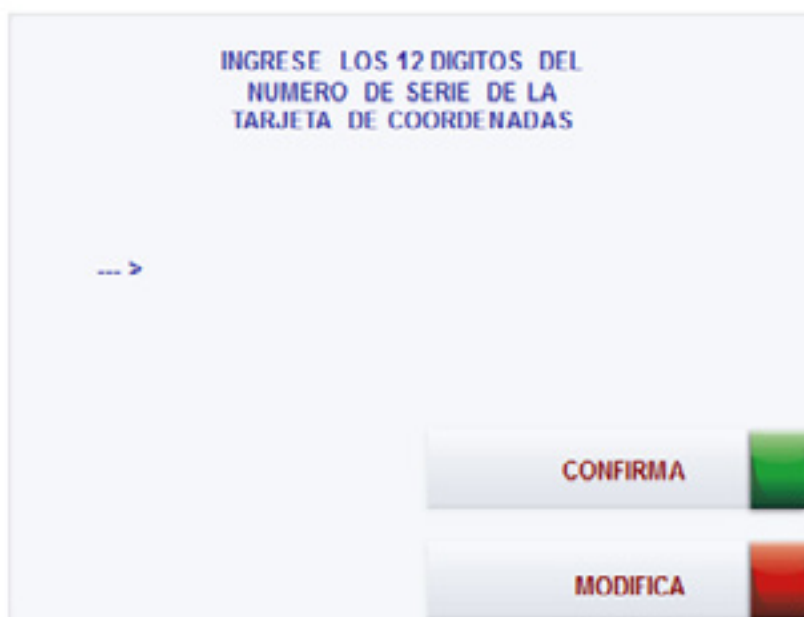 INGRESE LOS 12 DIGITOS DEL
NUMERO DE SERIE DE LA
TARJETA DE COORDENADAS
--- >
CONFIRMA
MODIFICA